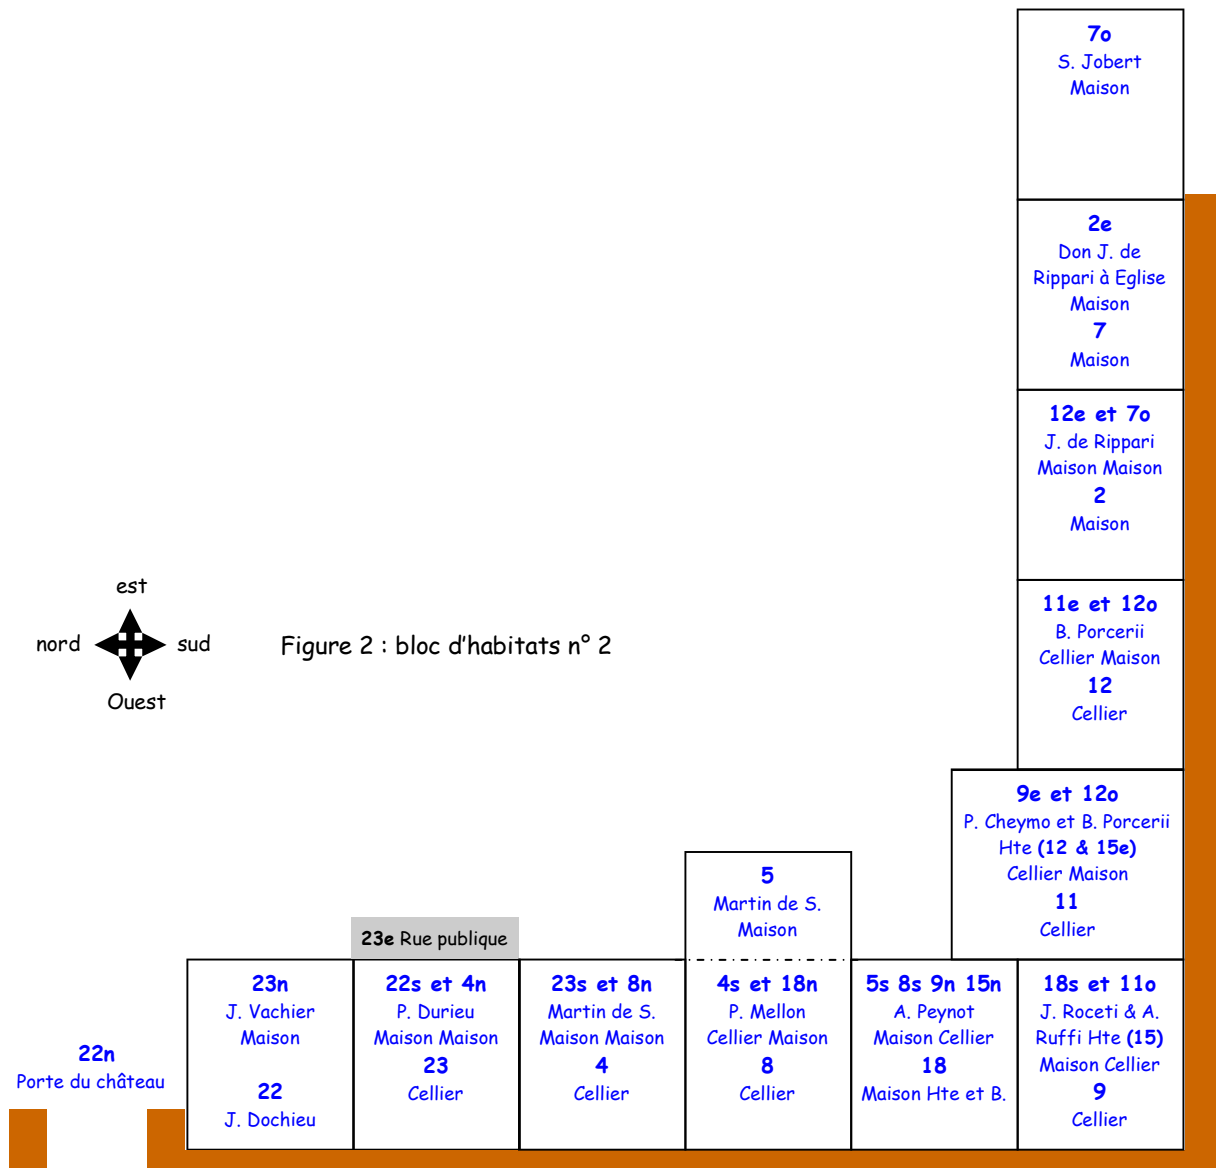 7o
S. Jobert
Maison
2e
Don J. de
Rippari à Eglise
Maison
7
Maison
12e et 7o
J. de Rippari
Maison Maison
2
Maison
est
nord
sud
Ouest
Figure 2 : bloc d'habitats n° 2
11e et 12o
B. Porcerii
Cellier Maison
12
Cellier
9e et 12o
P. Cheymo et B. Porcerii
Hte (12 & 15e)
Cellier Maison
11
Cellier
5
Martin de S.
Maison
23e Rue publique
22n
Porte du château
23n
J. Vachier
Maison
22
J. Dochieu
22s et 4n
P. Durieu
Maison Maison
23
Cellier
23s et 8n
Martin de S.
Maison Maison
4
Cellier
4s et 18n
P. Mellon
Cellier Maison
8
Cellier
5s 8s 9n 15n
A. Peynot
Maison Cellier
18
Maison Hte et B.
18s et 11o
J. Roceti & A.
Ruffi Hte (15)
Maison Cellier
9
Cellier